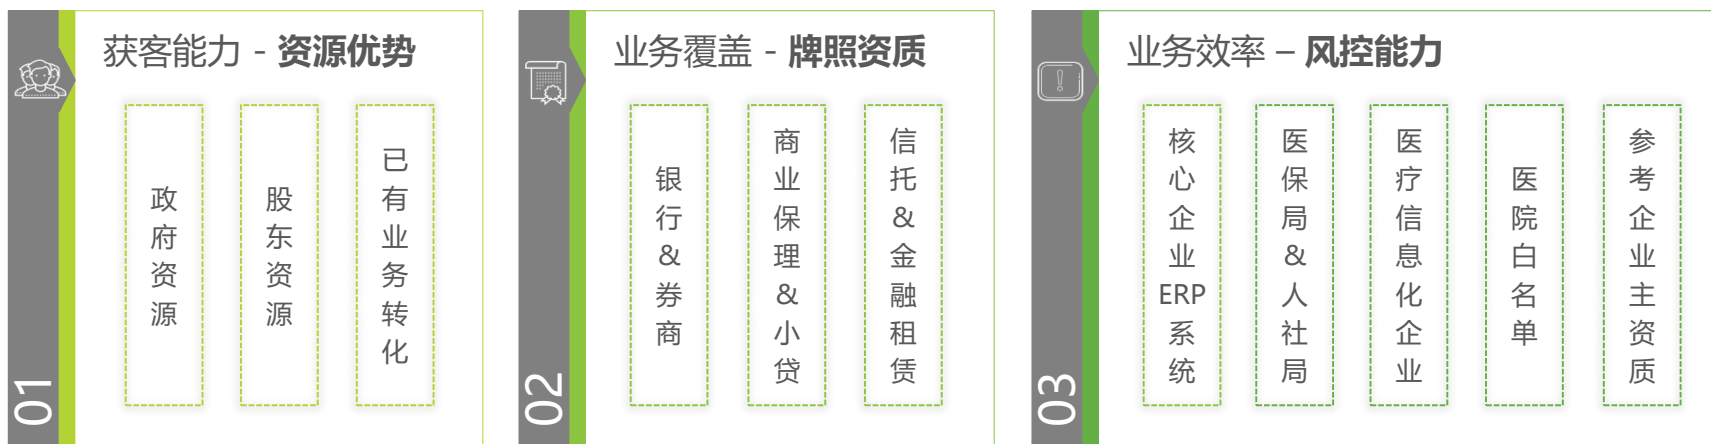 01
获客能力 - 资源优势
政府资源
股东资源
已有业务转化
02
业务覆盖 - 牌照资质
银行&券商
商业保理&小贷
信托&金融租赁
03
业务效率 – 风控能力
核心企业ERP系统
医保局&人社局
医疗信息化企业
医院白名单
参考企业主资质